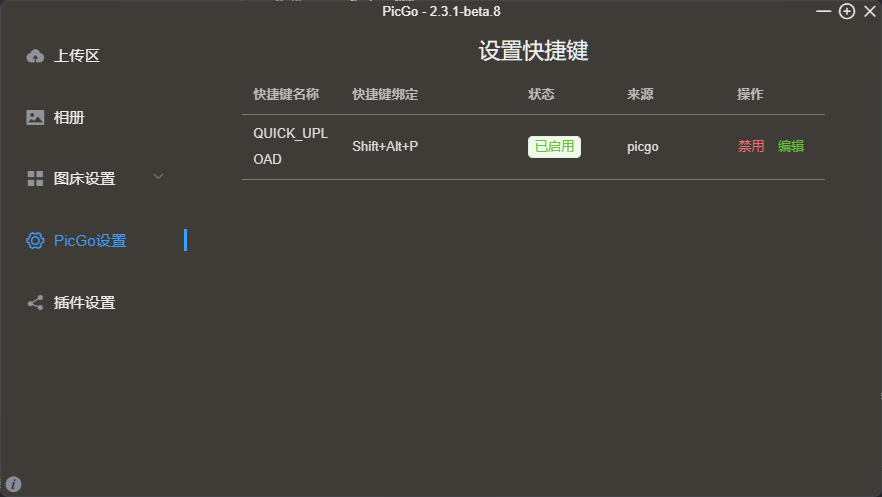 PicGo - 2.3.1-beta.8
上传区
相册
图床设置
PicGo设置
插件设置
设置快捷键
快捷键名称 快捷键绑定 状态 来源 操作
QUICK_UPL
OAD
Shift+Alt+P 已启用 picgo 禁用 编辑